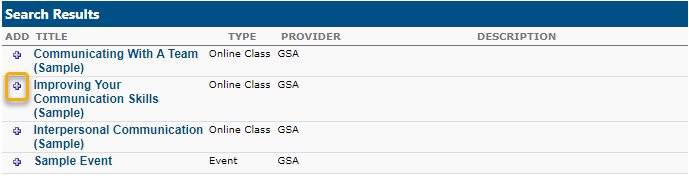 Search Results
ADD TITLE TYPE PROVIDER DESCRIPTION
Communicating With A Team Online Class GSA
(Sample)
Improving Your Online Class GSA
Communication Skills
(Sample)
Interpersonal Communication Online Class GSA
(Sample)
Sample Event Event GSA